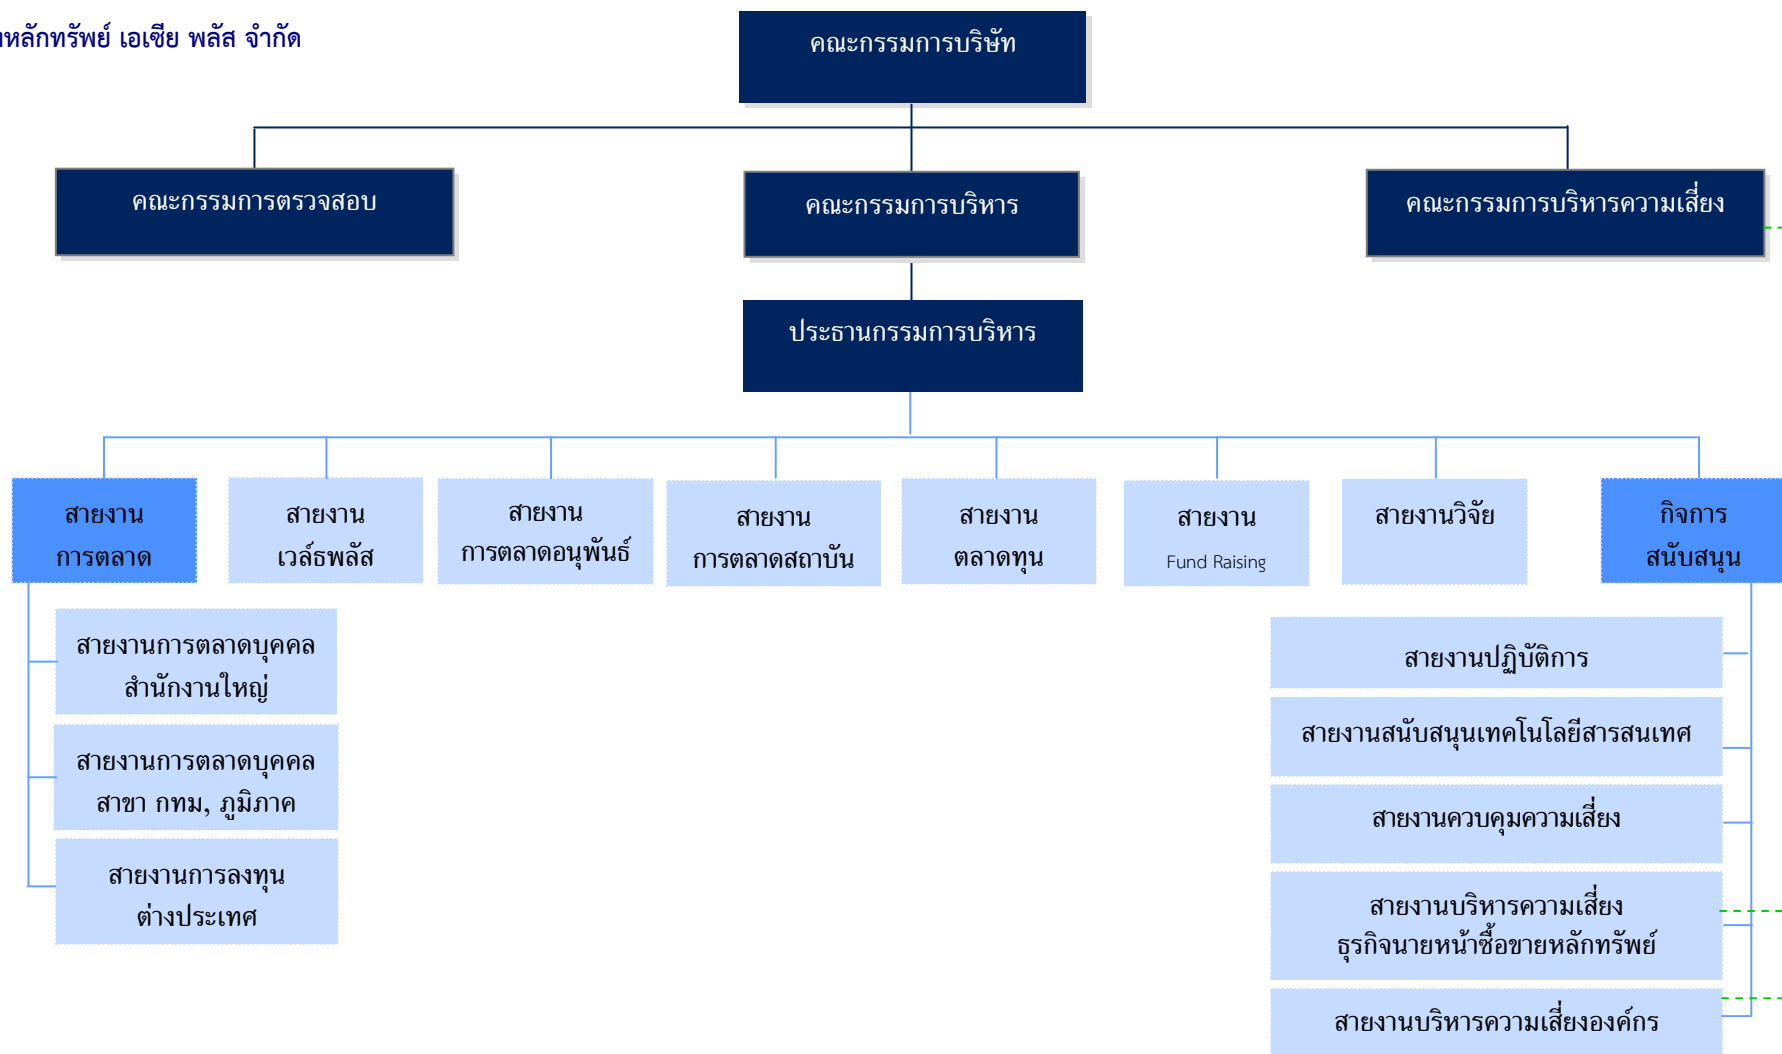 หลักทรัพย์ เอเซีย พลัส จำกัด
คณะกรรมการบริษัท
คณะกรรมการตรวจสอบ
คณะกรรมการบริหาร
คณะกรรมการบริหารความเสี่ยง
ประธานกรรมการบริหาร
สายงาน
การตลาด
สายงาน
เวล์ธพลัส
สายงาน
การตลาดอนุพันธ์
สายงาน
การตลาดสถาบัน
สายงาน
ตลาดทุน
สายงาน
Fund Raising
สายงานวิจัย
กิจการ
สนับสนุน
สายงานการตลาดบุคคล
สำนักงานใหญ่
สายงานการตลาดบุคคล
สาขา กทม, ภูมิภาค
สายงานการลงทุน
ต่างประเทศ
สายงานปฏิบัติการ
สายงานสนับสนุนเทคโนโลยีสารสนเทศ
สายงานควบคุมความเสี่ยง
สายงานบริหารความเสี่ยง
ธุรกิจนายหน้าซื้อขายหลักทรัพย์
สายงานบริหารความเสี่ยงองค์กร